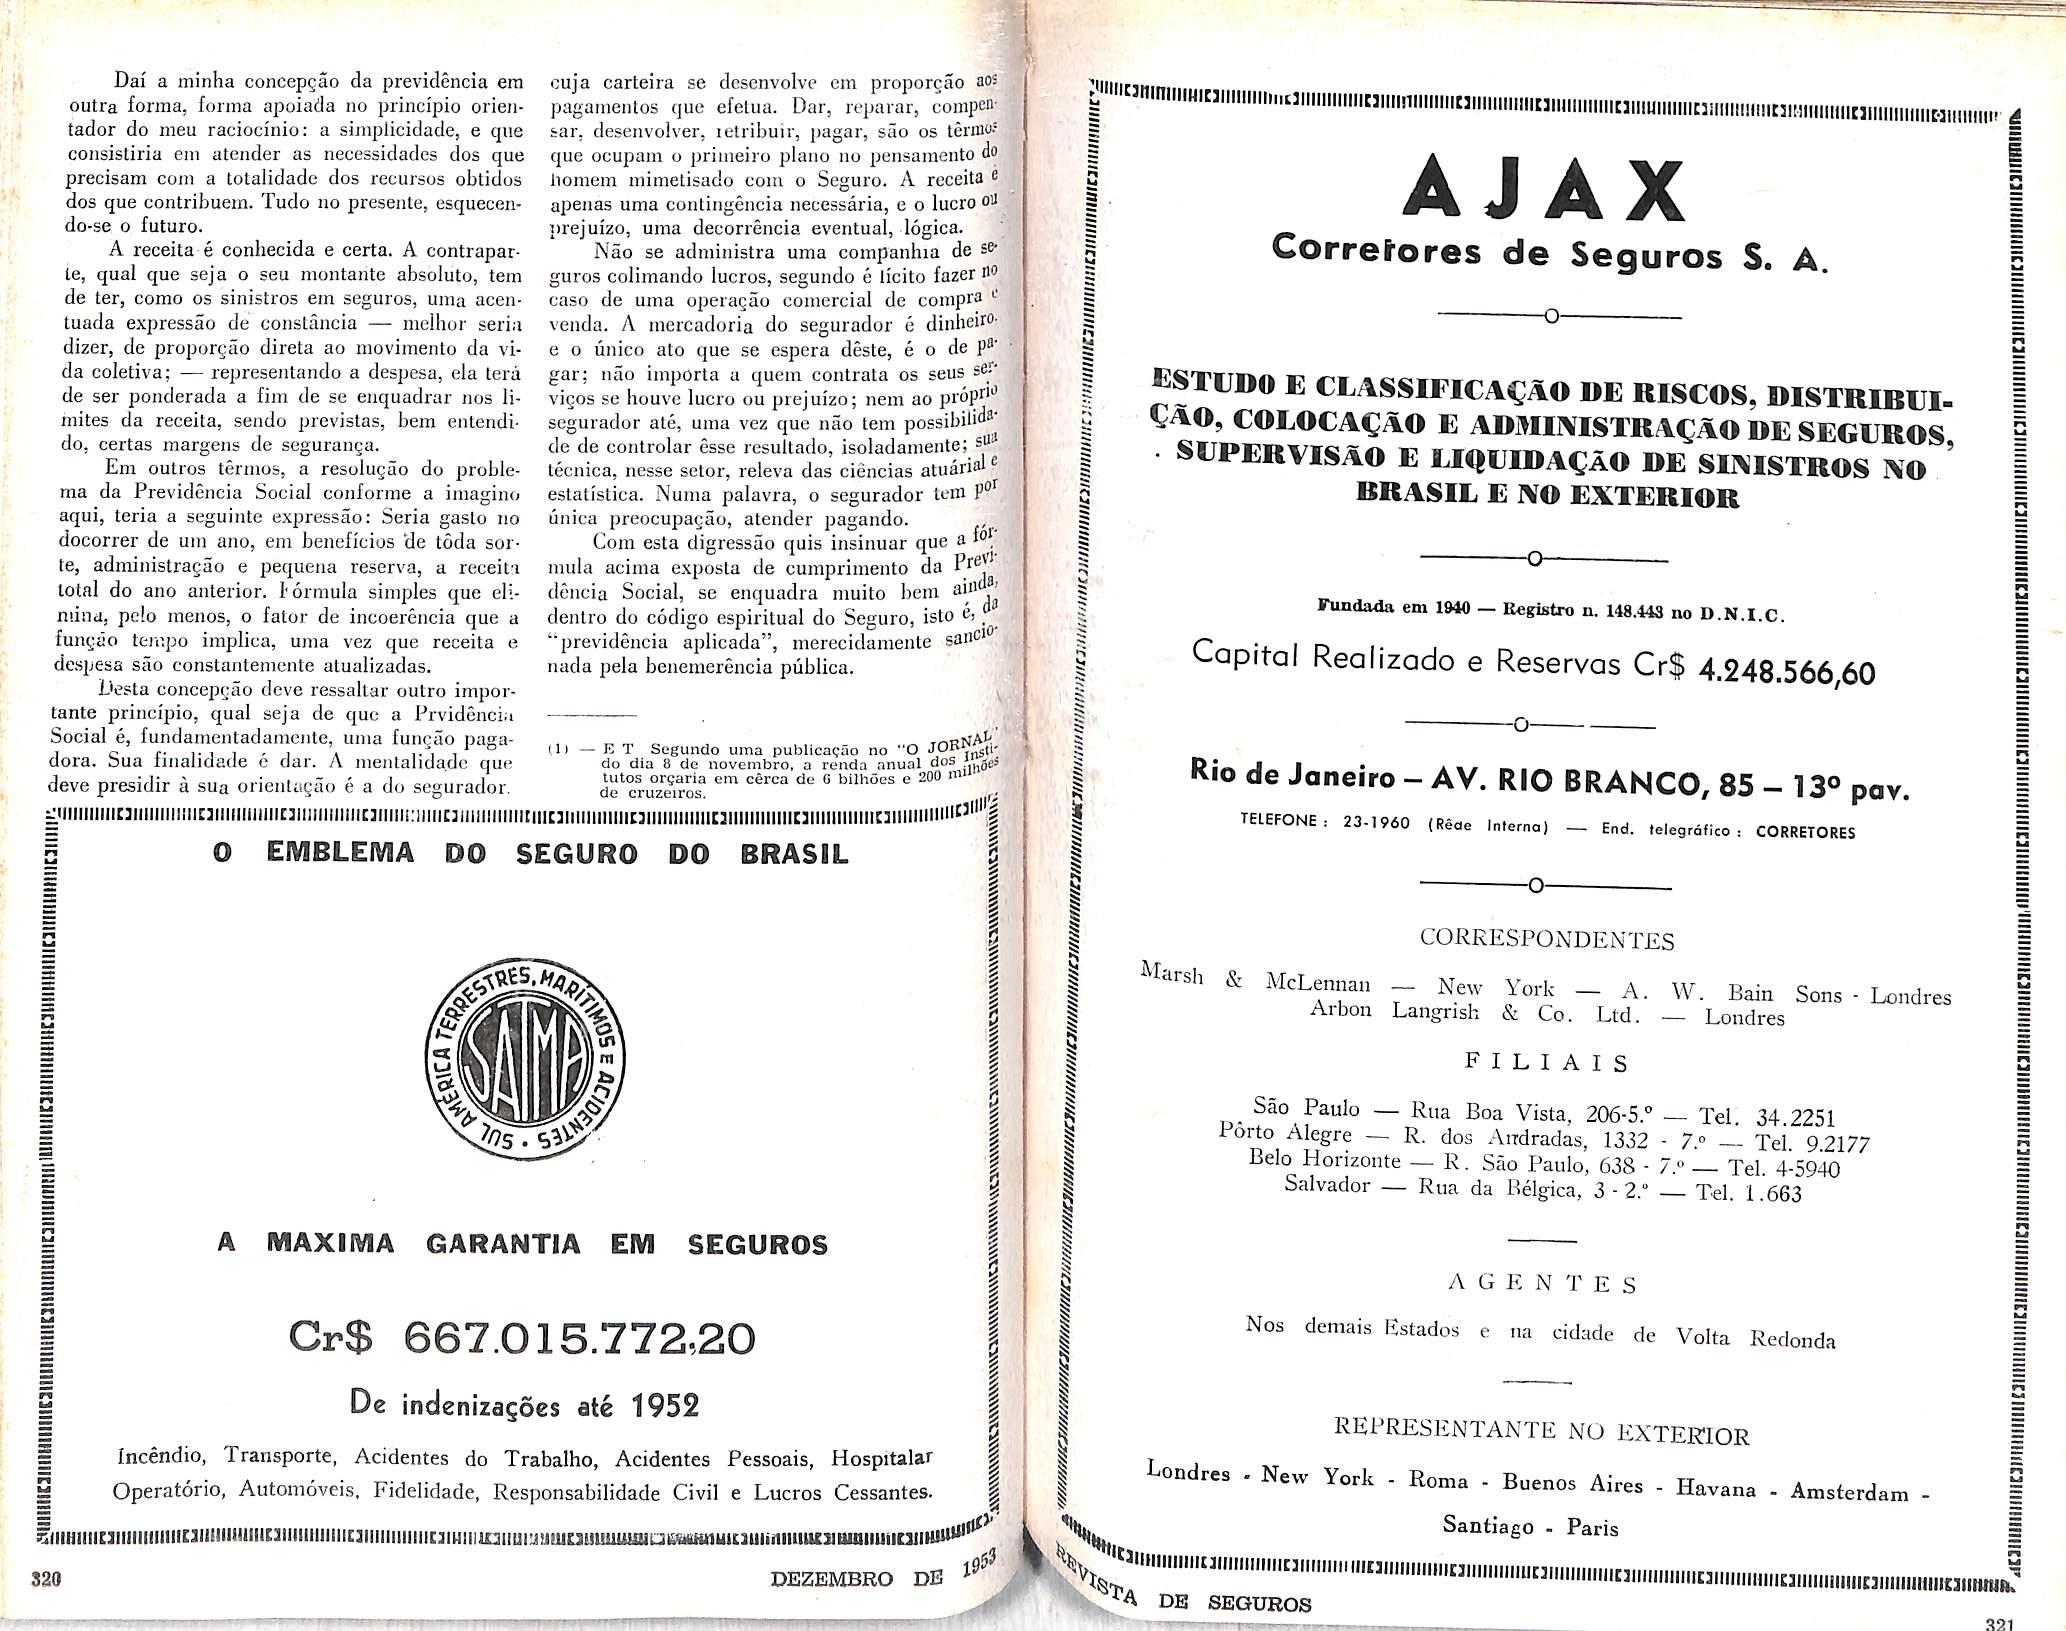 Daí a minha concepção da previdência em
outra forma, forma apoiada no princípio orien-
tador do meu raciocínio: a simplicidade, e que
consistiria em atender as necessidades dos que
precisam com a totalidade dos recursos obtidos
dos que contribuem. Tudo no presente, esquecen-
do-se o futuro.
A receita é conhecida e certa. A contrapar-
te, qual que seja o seu montante absoluto, tem
de ter, como os sinistros em seguros, uma acen-
tuada expressão de constância — melhor seria
dizer, de proporção direta ao movimento da vi-
da coletiva; — representando a despesa, ela terá
de ser ponderada a fim de se enquadrar nos li-
mites da receita, sendo previstas, bem entendi-
do, certas margens de segurança.
Em outros têrmos, a resolução do proble-
ma da Previdência Social conforme a imagino
aqui, teria a seguinte expressão: Seria gasto no
docorrer de um ano, em benefícios de tôda sor-
te, administração e pequena reserva, a receita
total do ano anterior. Fórmula simples que eli-
mina, pelo menos, o fator de incoerência que a
função tempo implica, uma vez que receita e
despesa são constantemente atualizadas.
Desta concepção deve ressaltar outro impor-
tante princípio, qual seja de que a Prvidência
Social é, fundamentadamente, uma função paga-
dora. Sua finalidade é dar. A mentalidade que
deve presidir à sua orientação é a do segurador.
cuja carteira se desenvolve em proporção aos
pagamentos que efetua. Dar, reparar, compen-
sar, desenvolver, retribuir, pagar, são os têrmos
que ocupam o primeiro plano no pensamento do
homem mimetisado com o Seguro. A receita e
apenas uma contingência necessária, e o lucro ou
prejuízo, uma decorrência eventual, lógica.
Não se administra uma companhia de se-
guros colimando lucros, segundo é lícito fazer no
caso de uma operação comercial de compra e
venda. A mercadoria do segurador é dinheiro.
e o único ato que se espera dêste, é o de pa-
gar; não importa a quem contrata os seus ser-
viços se houve lucro ou prejuízo; nem ao próprio
segurador até, uma vez que não tem possibilida-
de de controlar êsse resultado, isoladamente; sua
técnica, nesse setor, releva das ciências atuárial e
estatística. Numa palavra, o segurador tem por
única preocupação, atender pagando.
Com esta digressão quis insinuar que a fór-
mula acima exposta de cumprimento da Previ-
dência Social, se enquadra muito bem ainda,
dentro do código espiritual do Seguro, isto é, da
"previdência aplicada", merecidamente sancio-
nada pela benemerência pública.
(1) — E T Segundo uma publicação no "O JORNAL"
do dia 8 de novembro, a renda anual dos Insti-
tutos orçaria em cêrca de 6 bilhões e 200 milhões
de cruzeiros.
O EMBLEMA DO SEGURO DO BRASIL
SUL AMÉRICA TERRESTRES, MARÍTIMOS E ACIDENTES •
SATMA
A MAXIMA GARANTIA EM SEGUROS
Cr$ 667.015.772,20
De indenizações até 1952
Incêndio, Transporte, Acidentes do Trabalho, Acidentes Pessoais, Hospitalar
Operatório, Automóveis, Fidelidade, Responsabilidade Civil e Lucros Cessantes.
320
DEZEMBRO DE 1953
AJAX
Corretores de Seguros S. A.
ESTUDO E CLASSIFICAÇÃO DE RISCOS, DISTRIBUI-
ÇÃO, COLOCAÇÃO E ADMINISTRAÇÃO DE SEGUROS,
SUPERVISÃO E LIQUIDAÇÃO DE SINISTROS NO
BRASIL E NO EXTERIOR
Fundada em 1940 — Registro n. 148.443 no D.N.I.C.
Capital Realizado e Reservas Cr$ 4.248.566,60
Rio de Janeiro — AV. RIO BRANCO, 85 — 13º pav.
TELEFONE : 23-1960 (Rêde Interna) — End. telegráfico : CORRETORES
CORRESPONDENTES
Marsh & McLennan — New York — A. W. Bain Sons - Londres
Arbon Langrish & Co. Ltd. — Londres
FILIAIS
São Paulo — Rua Boa Vista, 206-5.º — Tel. 34.2251
Pôrto Alegre — R. dos Andradas, 1332 - 7.º — Tel. 9.2177
Belo Horizonte — R. São Paulo, 638 - 7.º — Tel. 4-5940
Salvador — Rua da Bélgica, 3 - 2.º — Tel. 1.663
AGENTES
Nos demais Estados e na cidade de Volta Redonda
REPRESENTANTE NO EXTERIOR
Londres - New York - Roma - Buenos Aires - Havana - Amsterdam -
Santiago - Paris
REVISTA DE SEGUROS
321